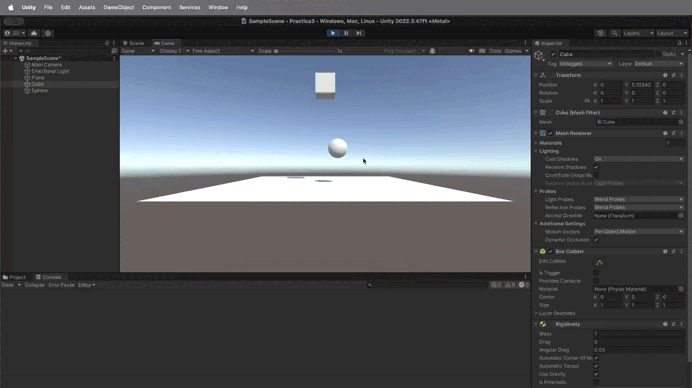 Unity File Edit Assets GameObject Component Services Window Help
SampleScene - Practica3 - Windows, Mac, Linux - Unity 2022.3.47f1 <Metal>
Layers Layout
Hierarchy
All
SampleScene*
Main Camera
Directional Light
Plane
Cube
Sphere
Scene Game
Game Display 1 Free Aspect Scale 1x Play Focused Stats Gizmos
Project Console
Clear Collapse Error Pause Editor
Inspector
Cube Static
Tag Untagged Layer Default
Transform
Position X 0 Y 5.10342 Z 0
Rotation X 0 Y 0 Z 0
Scale X 1 Y 1 Z 1
Cube (Mesh Filter)
Mesh Cube
Mesh Renderer
Materials 1
Lighting
Cast Shadows On
Receive Shadows
Contribute Global Illu
Receive Global Illu Light Probes
Probes
Light Probes Blend Probes
Reflection Probes Blend Probes
Anchor Override None (Transform)
Additional Settings
Motion Vectors Per Object Motion
Dynamic Occlusion
Box Collider
Edit Collider
Is Trigger
Provides Contacts
Material None (Physic Material)
Center X 0 Y 0 Z 0
Size X 1 Y 1 Z 1
Layer Overrides
Rigidbody
Mass 1
Drag 0
Angular Drag 0.05
Automatic Center Of M
Automatic Tensor
Use Gravity
Is Kinematic